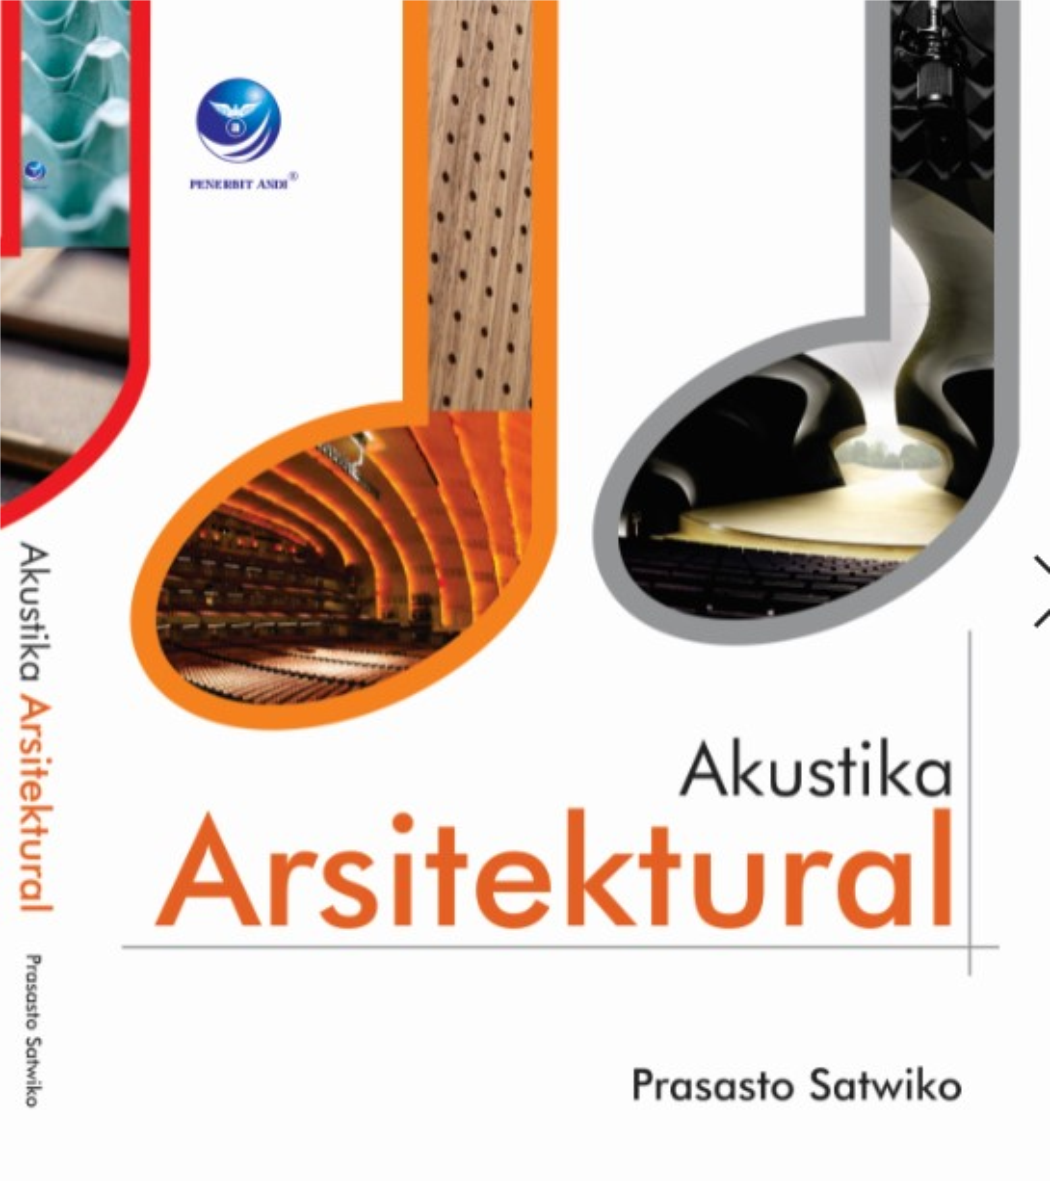 PENERBIT ANDI®
Akustika Arsitektural
Prasasto Satwiko
Akustika
Arsitektural
Prasasto Satwiko